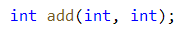 int add(int, int);